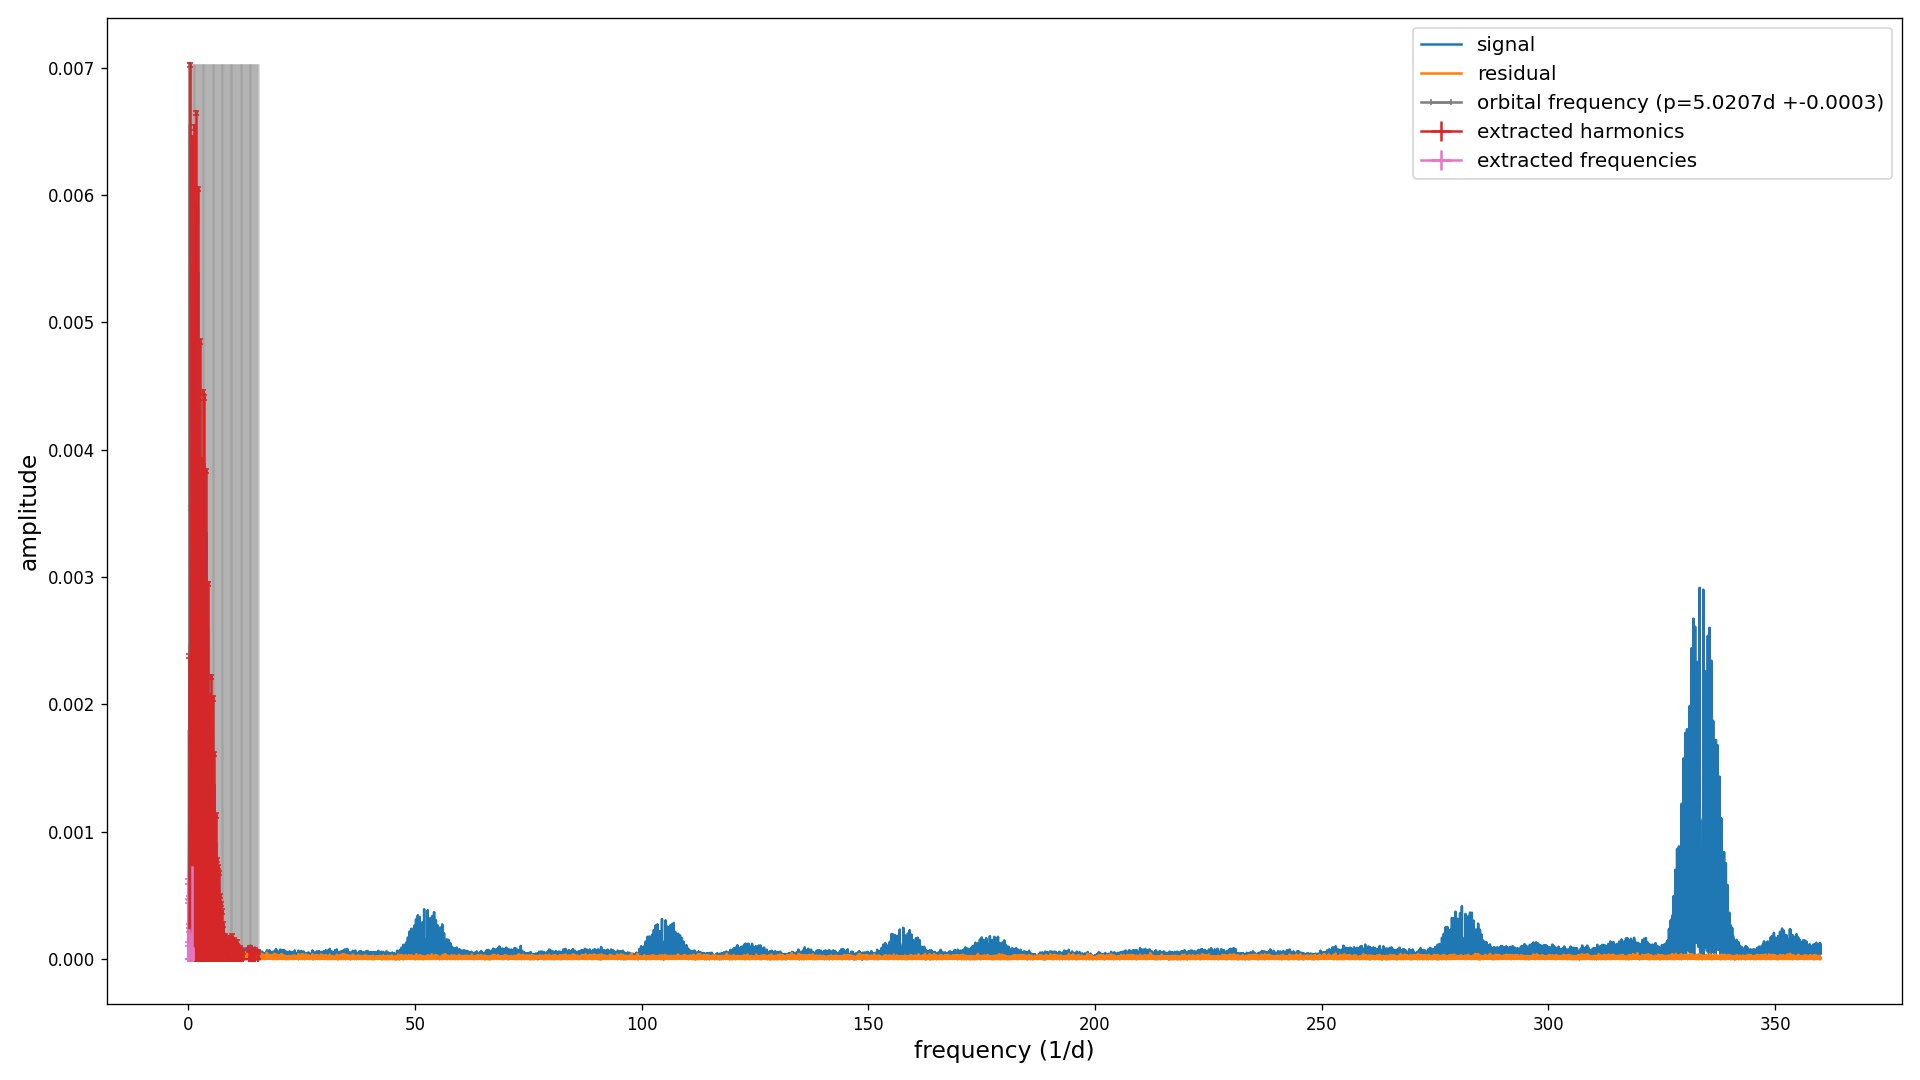 signal
residual
orbital frequency (p=5.0207d +-0.0003)
extracted harmonics
extracted frequencies
0.007
0.006
0.005
0.004
0.003
0.002
0.001
0.000
amplitude
0 50 100 150 200 250 300 350
frequency (1/d)